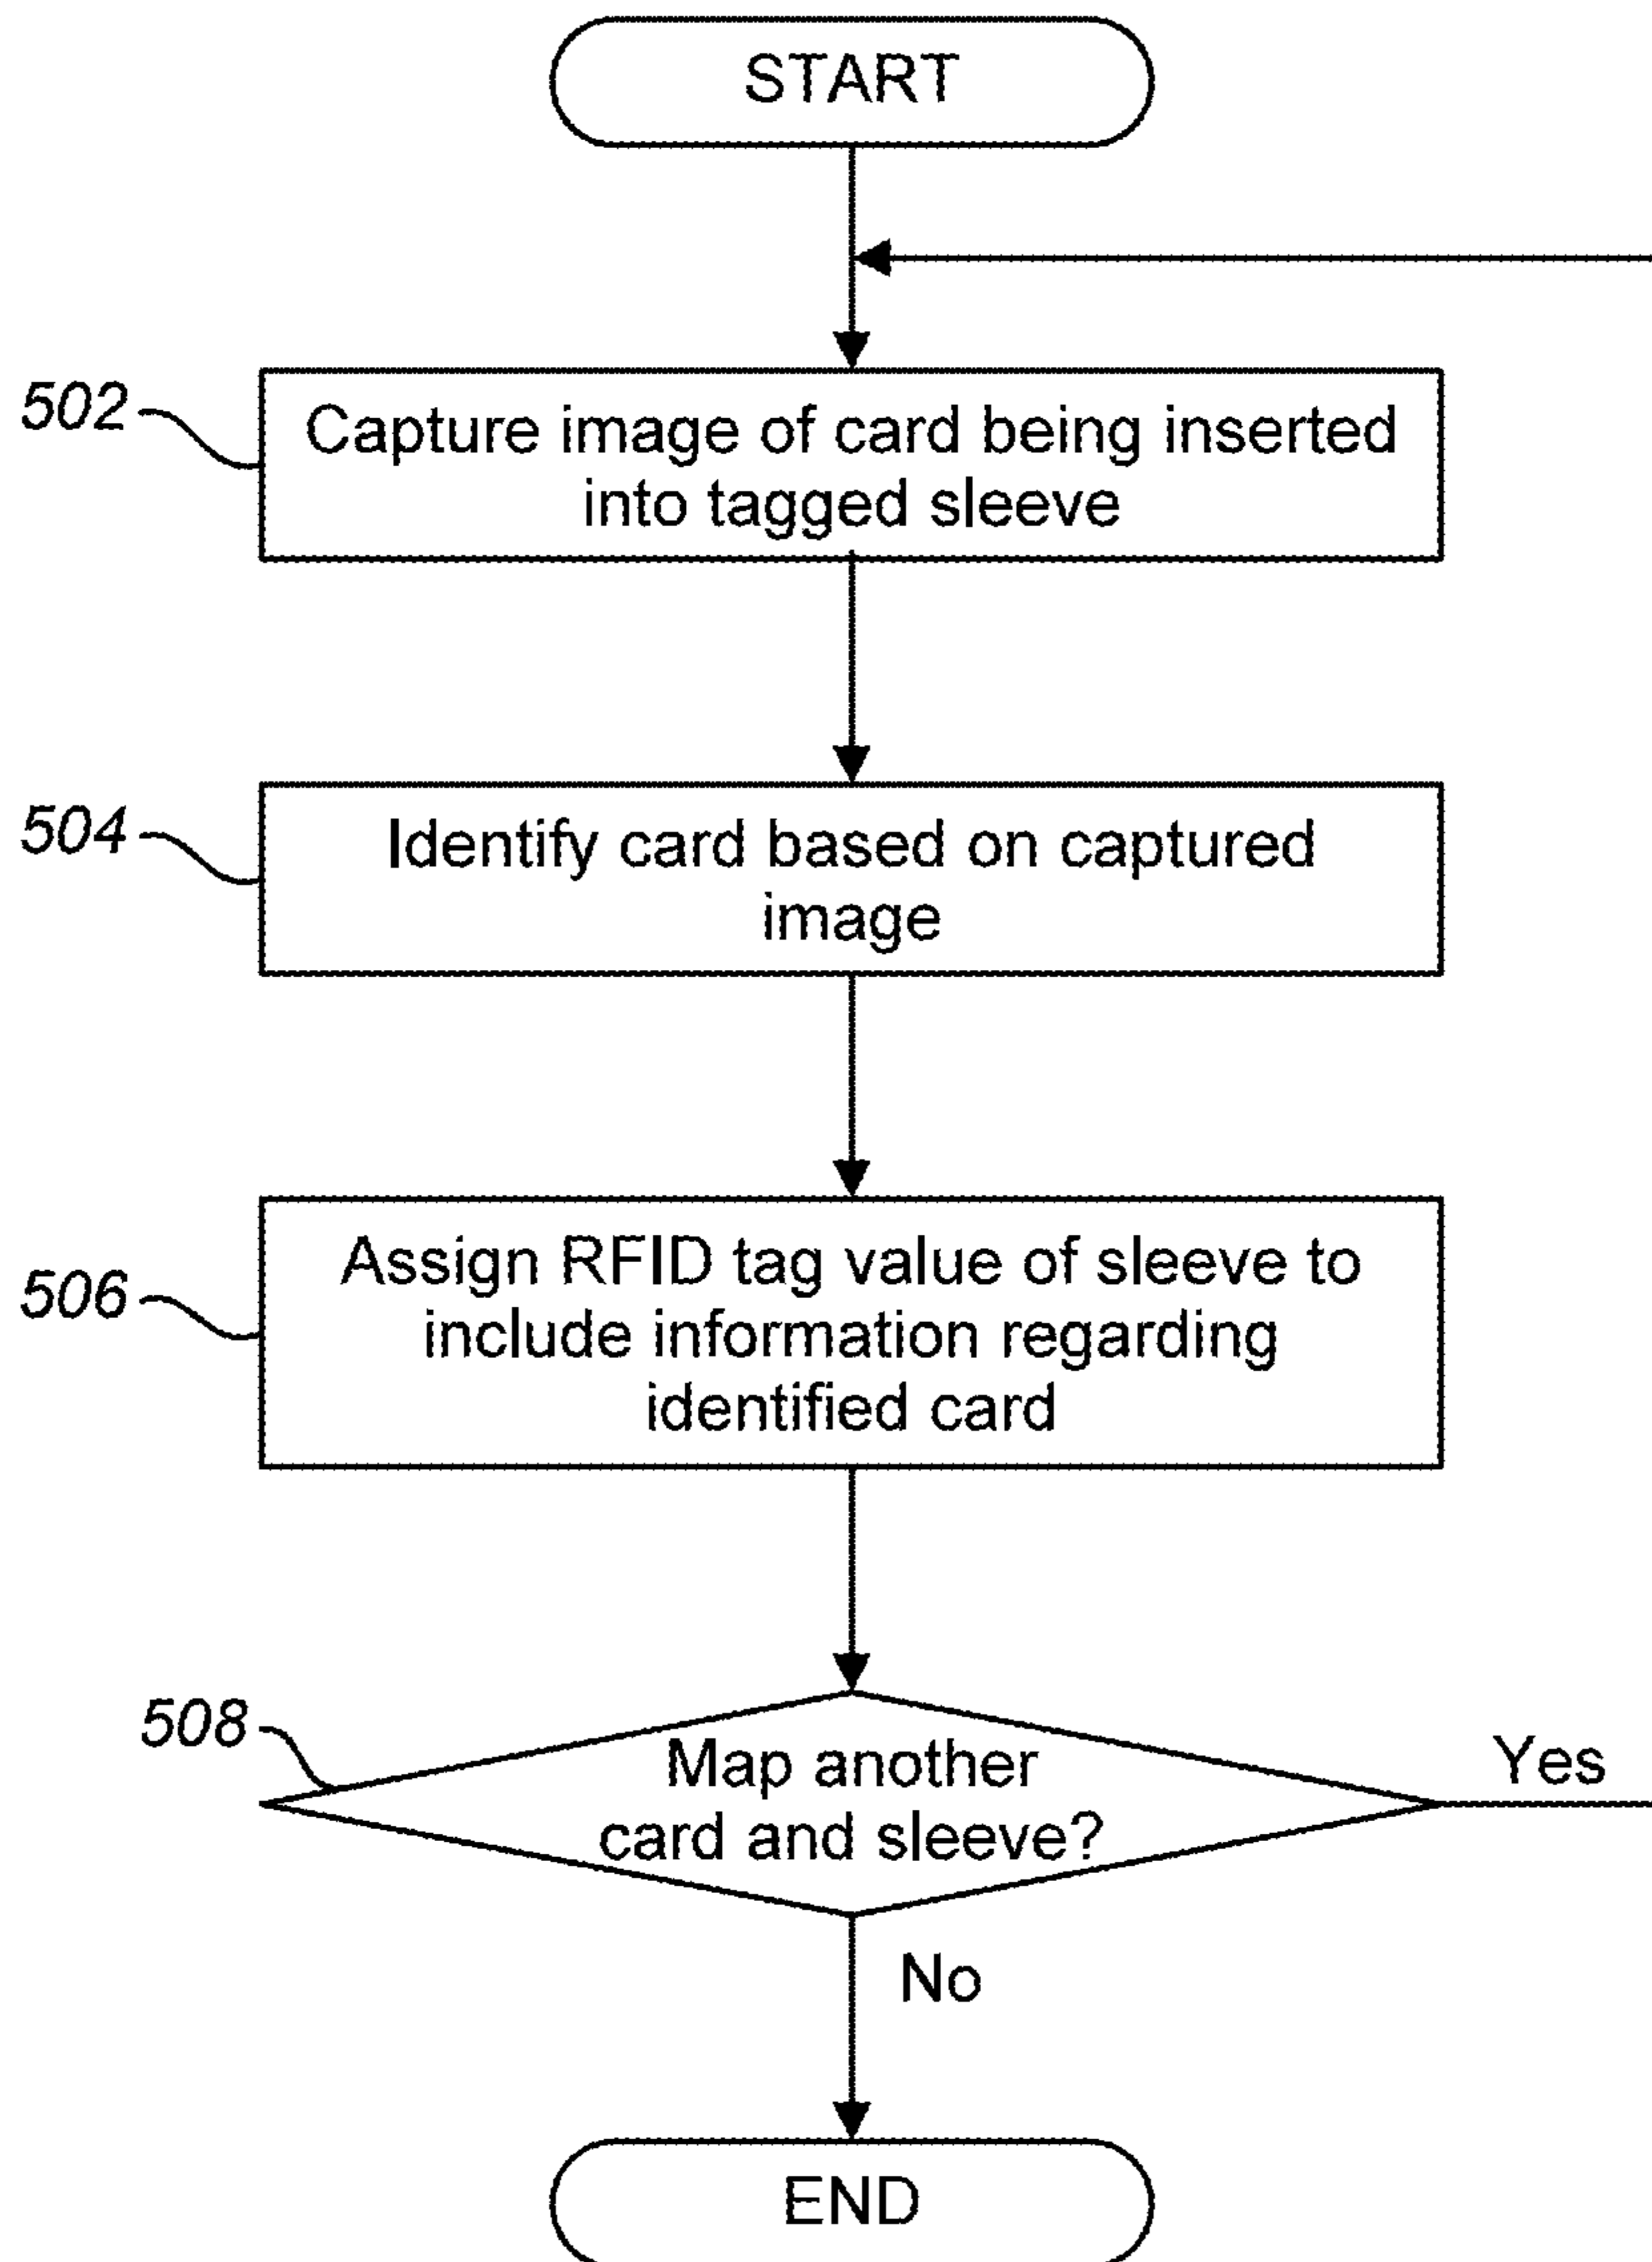 START
502
Capture image of card being inserted
into tagged sleeve
504
Identify card based on captured
image
506
Assign RFID tag value of sleeve to
include information regarding
identified card
508
Map another
card and sleeve?
Yes
No
END